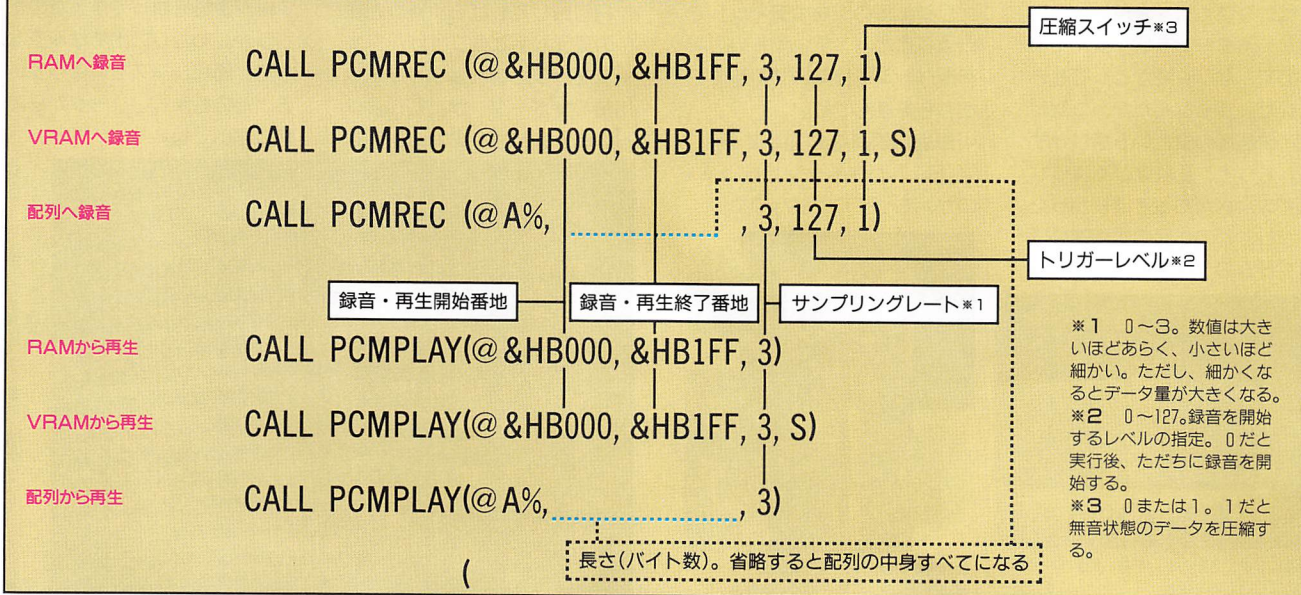 圧縮スイッチ※3
RAMへ録音 CALL PCMREC (@ &HB000, &HB1FF, 3, 127, 1)
VRAMへ録音 CALL PCMREC (@ &HB000, &HB1FF, 3, 127, 1, S)
配列へ録音 CALL PCMREC (@ A%, , 3, 127, 1)
トリガーレベル※2
録音・再生開始番地 録音・再生終了番地 サンプリングレート※1
RAMから再生 CALL PCMPLAY(@ &HB000, &HB1FF, 3)
VRAMから再生 CALL PCMPLAY(@ &HB000, &HB1FF, 3, S)
配列から再生 CALL PCMPLAY(@ A%, , 3)
長さ(バイト数)。省略すると配列の中身すべてになる
(
※1 0〜3。数値は大き
いほどあらく、小さいほど
細かい。ただし、細かくな
るとデータ量が大きくなる。
※2 0〜127。録音を開始
するレベルの指定。0だと
実行後、ただちに録音を開
始する。
※3 0または1。1だと
無音状態のデータを圧縮す
る。